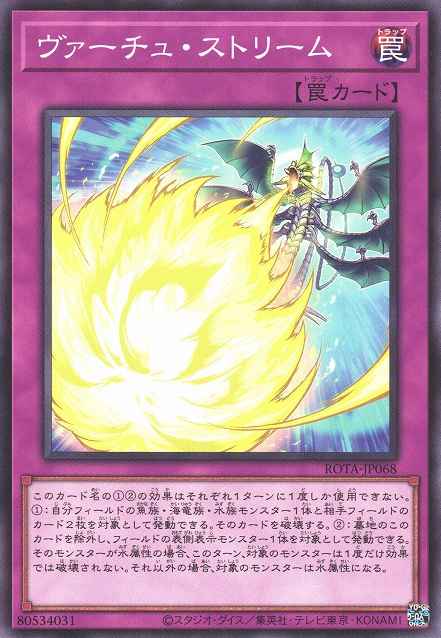 ヴァーチュ・ストリーム
トラップ
罠
トラップ
【罠カード】
ROTA-JP068
このカード名の①②の効果はそれぞれ1ターンに1度しか使用できない。
①:自分フィールドの魚族・海竜族・水族モンスター1体と相手フィールドの
カード2枚を対象として発動できる。そのカードを破壊する。②:墓地のこの
カードを除外し、フィールドの表側表示モンスター1体を対象として発動できる。
そのモンスターが水属性の場合、このターン、対象のモンスターは1度だけ効果
では破壊されない。それ以外の場合、対象のモンスターは水属性になる。
80534031
©スタジオ・ダイス/集英社・テレビ東京・KONAMI